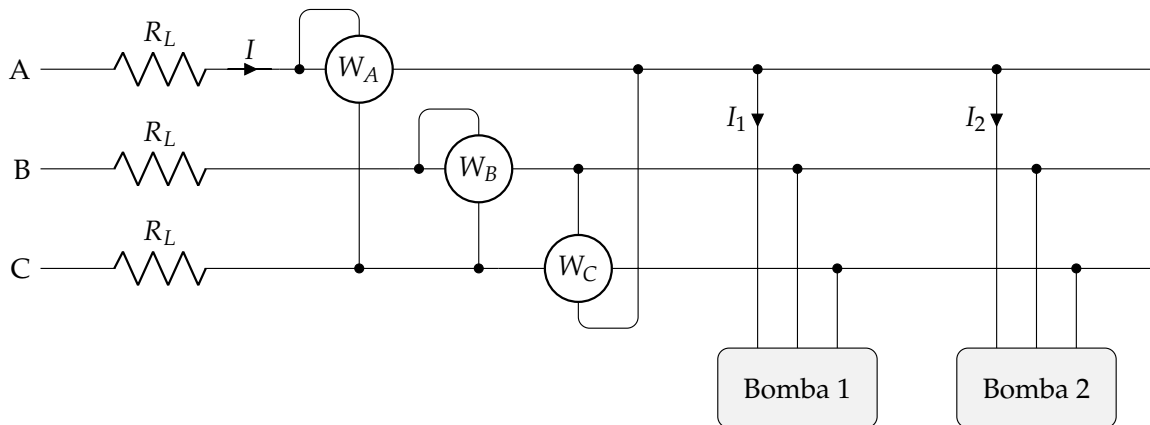 R_L
I
A
W_A
R_L
I_1
I_2
B
W_B
R_L
C
W_C
Bomba 1
Bomba 2